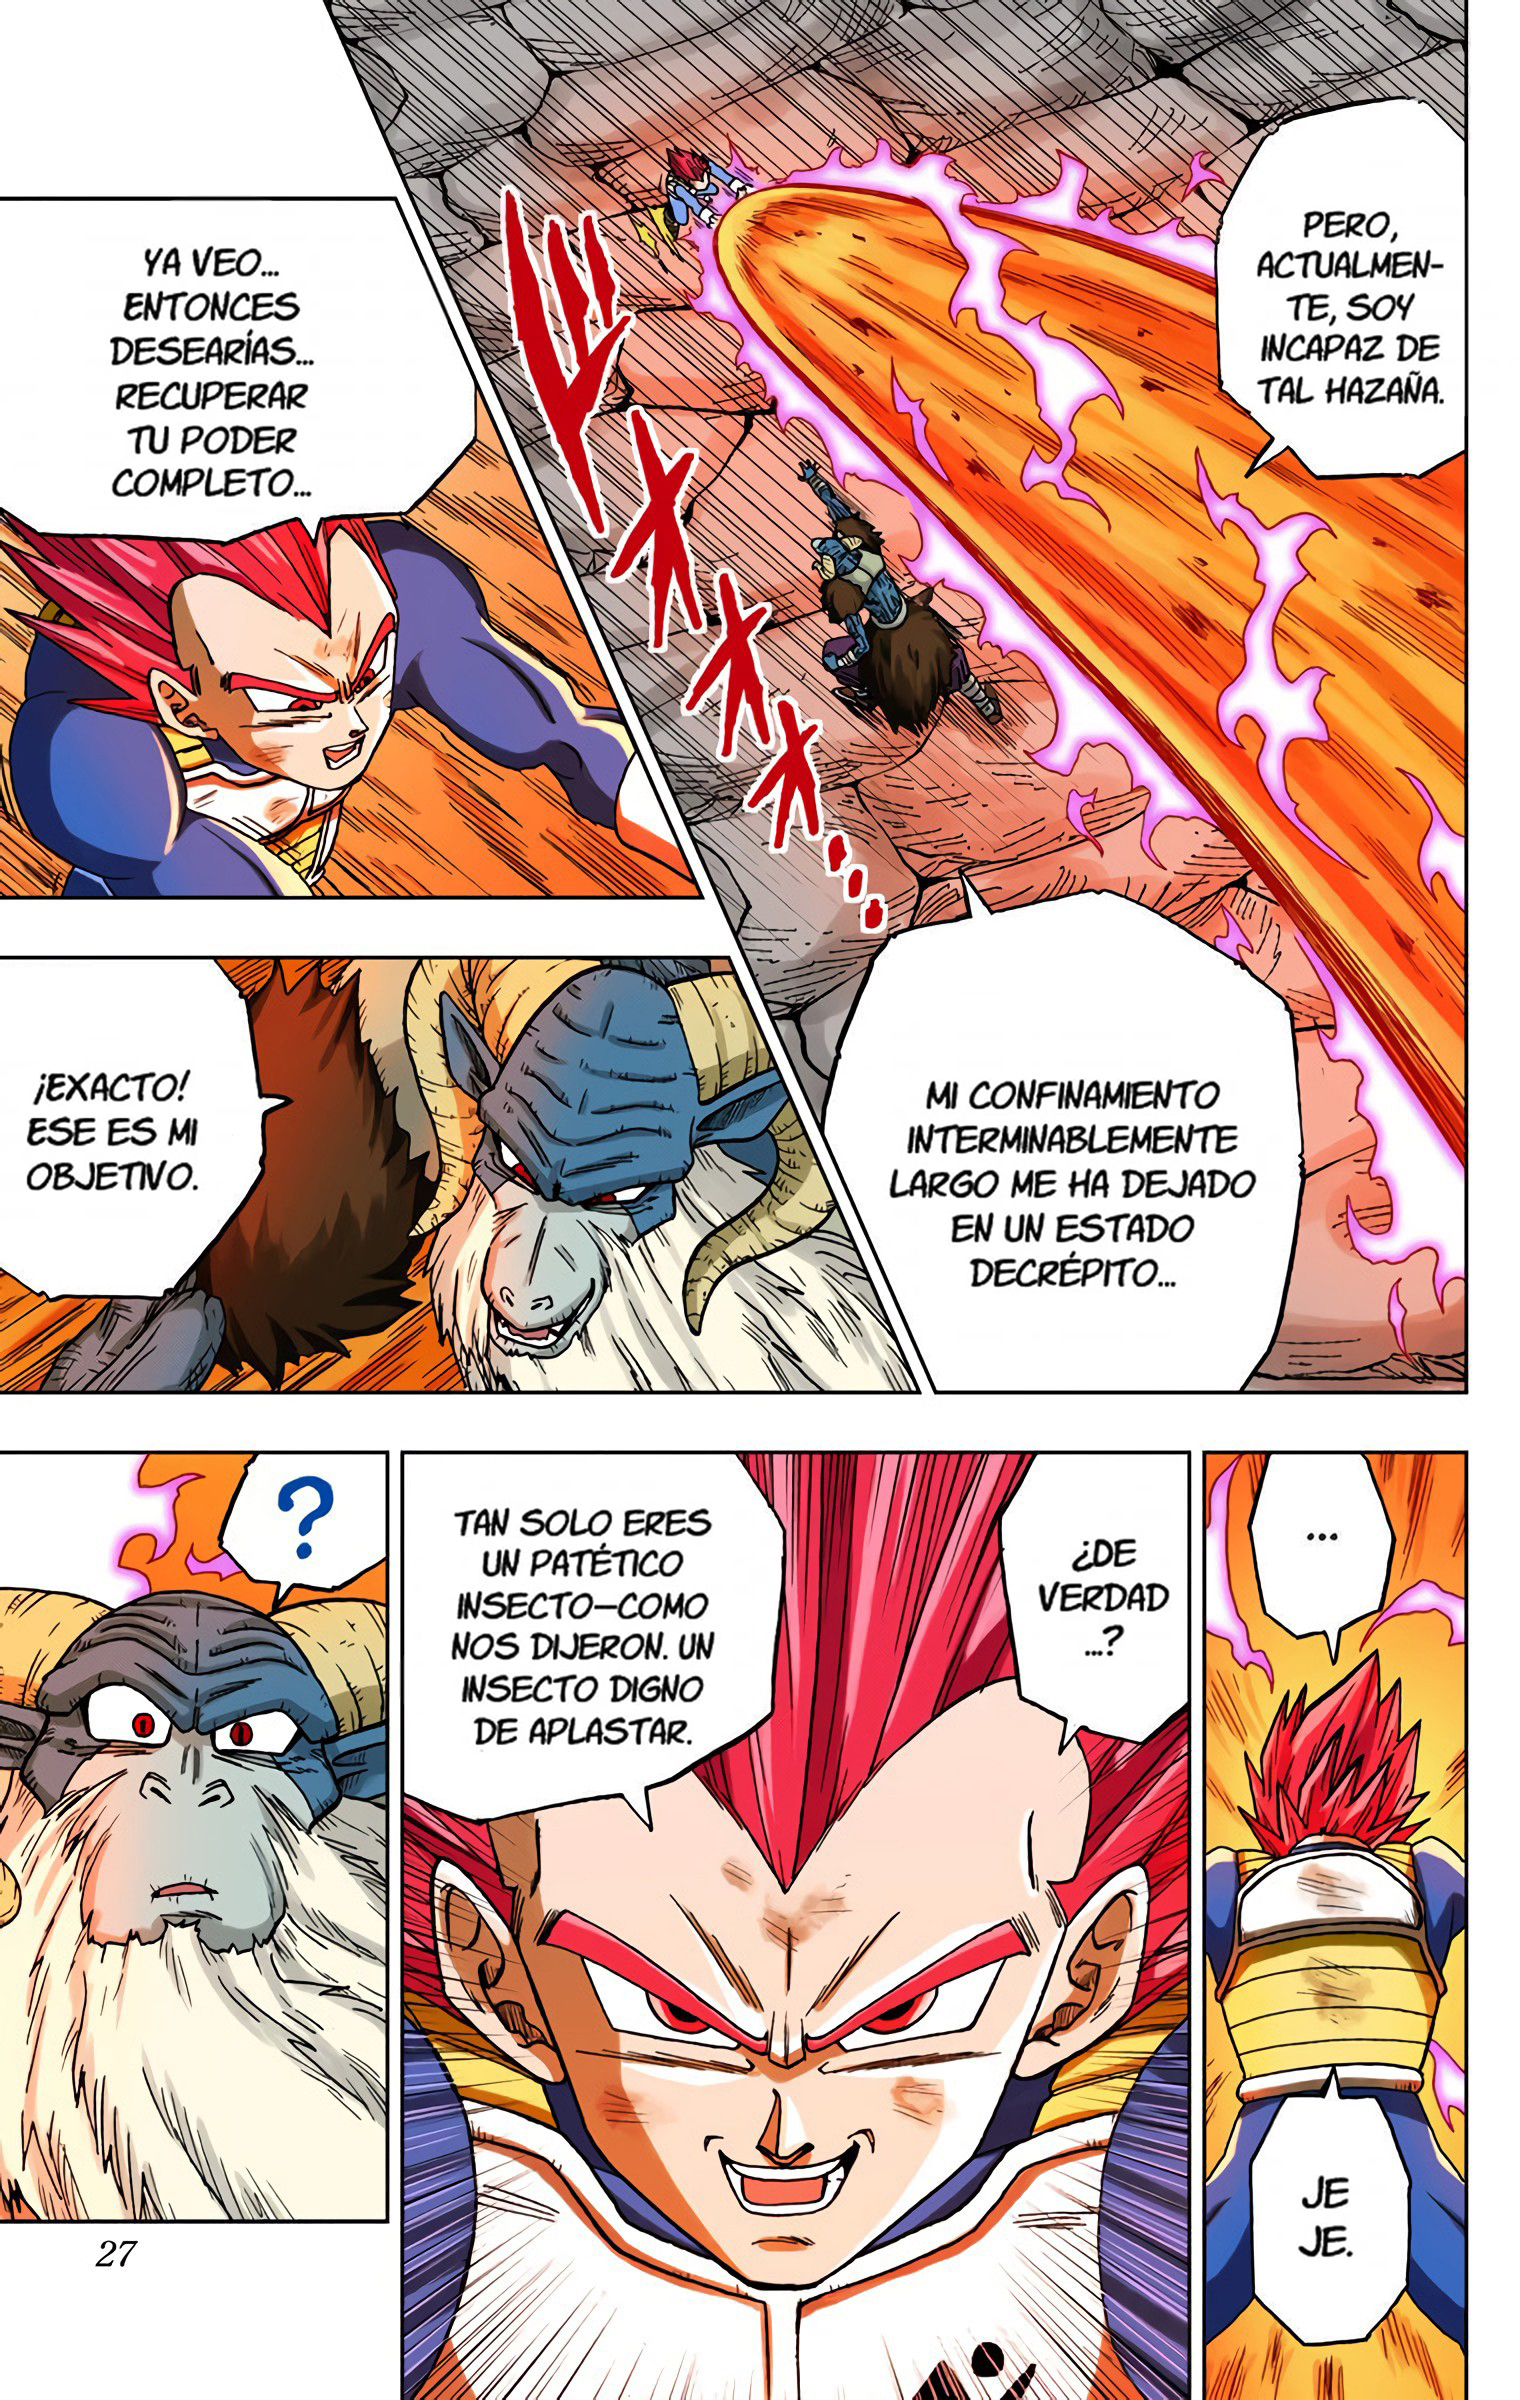 PERO,
ACTUALMEN-
TE, SOY
INCAPAZ DE
TAL HAZAÑA.
MI CONFINAMIENTO
INTERMINABLEMENTE
LARGO ME HA DEJADO
EN UN ESTADO
DECRÉPITO...
YA VEO...
ENTONCES
DESEARÍAS...
RECUPERAR
TU PODER
COMPLETO...
¡EXACTO!
ESE ES MI
OBJETIVO.
...
JE
JE.
¿DE
VERDAD
...?
TAN SOLO ERES
UN PATÉTICO
INSECTO—COMO
NOS DIJERON. UN
INSECTO DIGNO
DE APLASTAR.
?
27